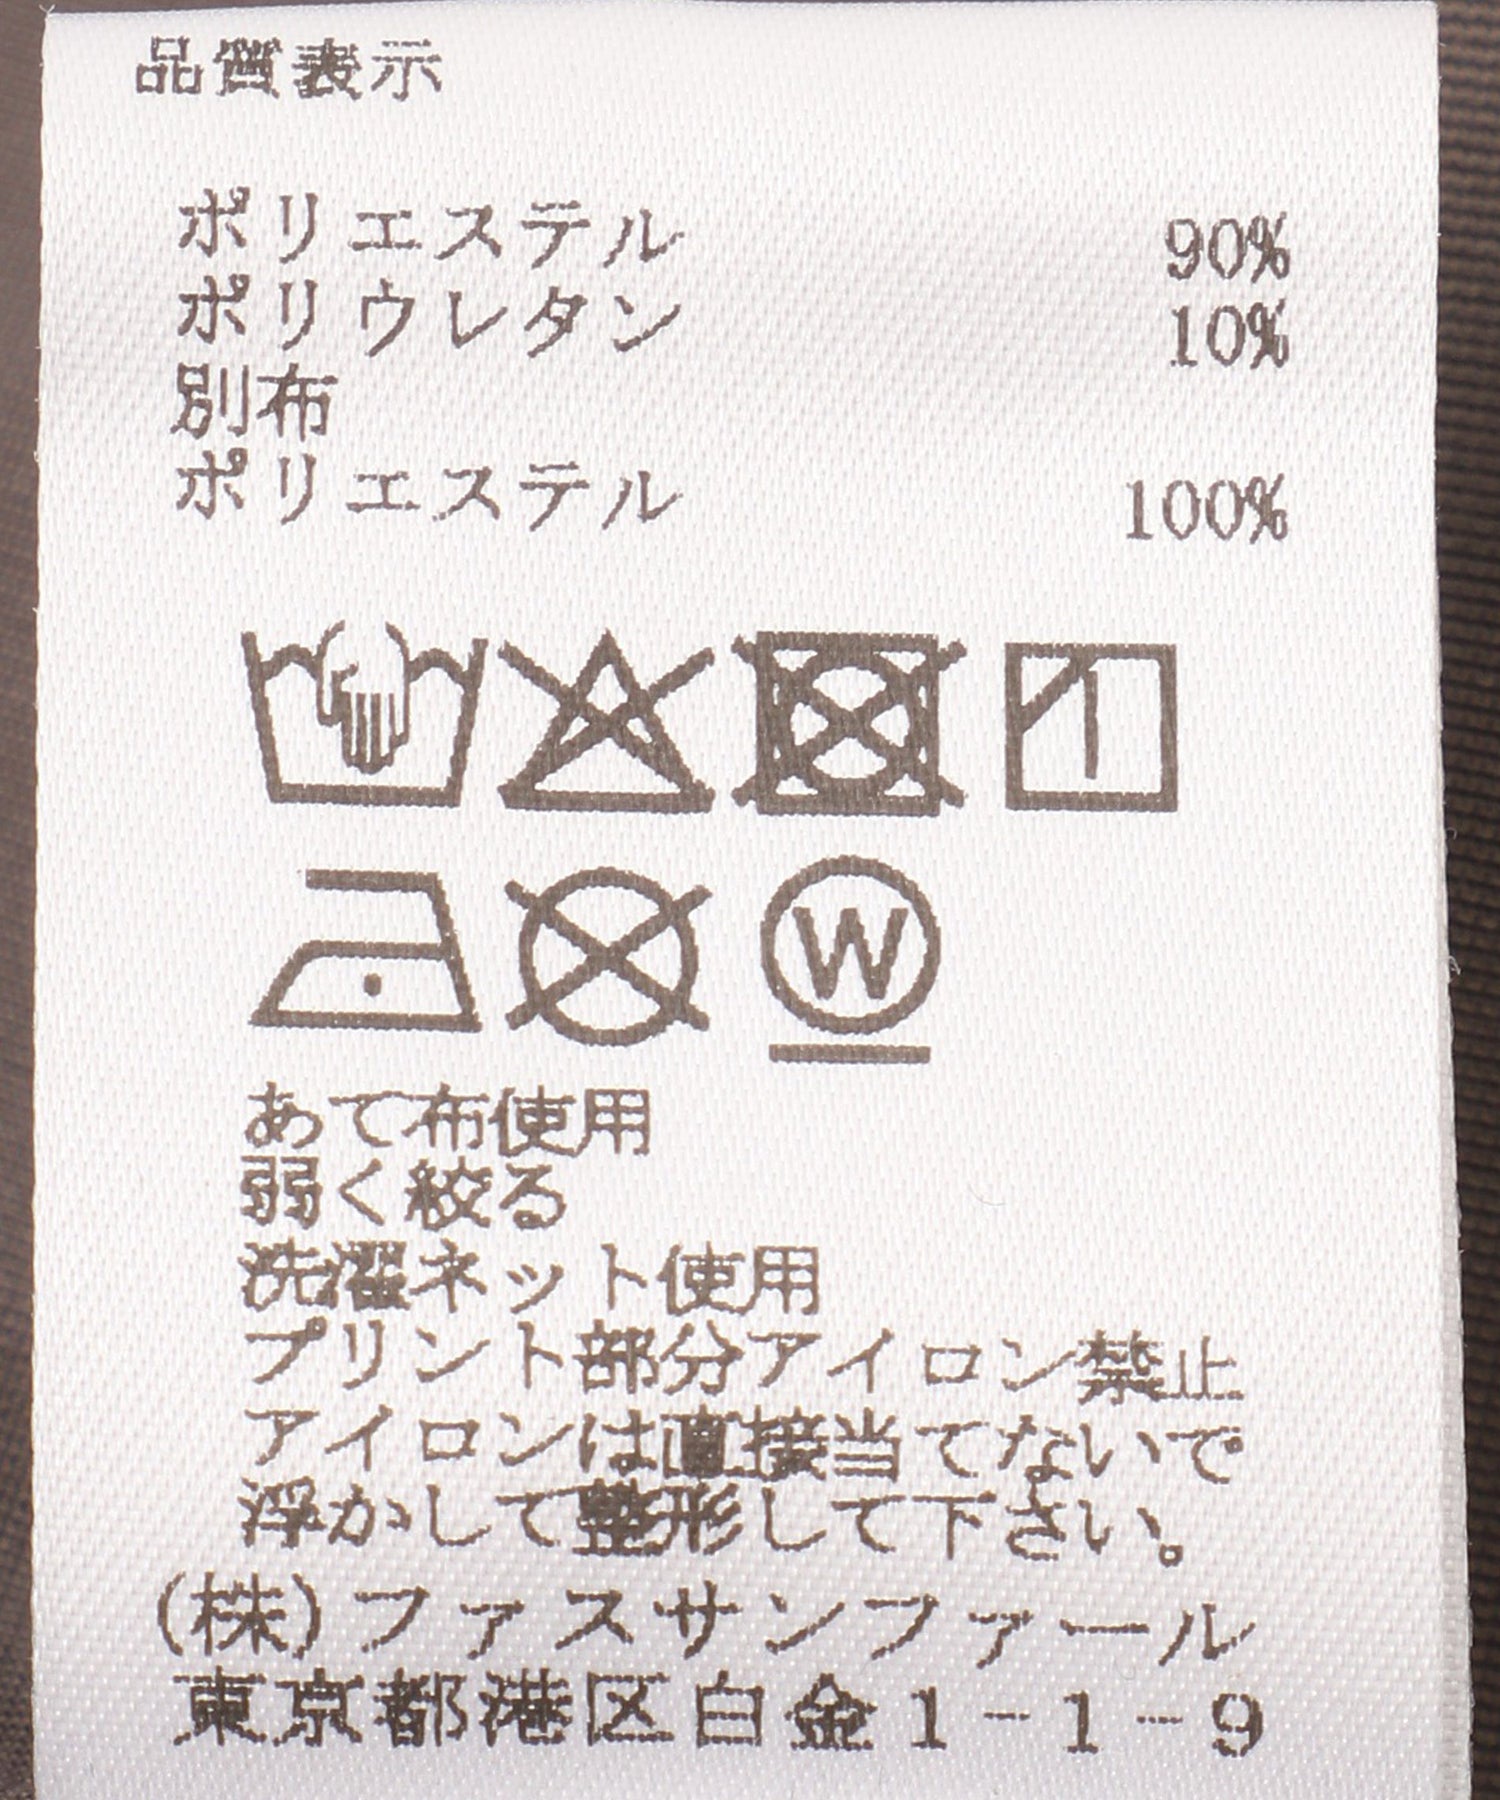 品質表示
ポリエステル 90%
ポリウレタン 10%
別布
ポリエステル 100%
W
あて布使用
弱く絞る
洗濯ネット使用
プリント部分アイロン禁止
アイロンは直接当てないで
浮かして整形して下さい。
(株)ファスサンファール
東京都港区白金1-1-9